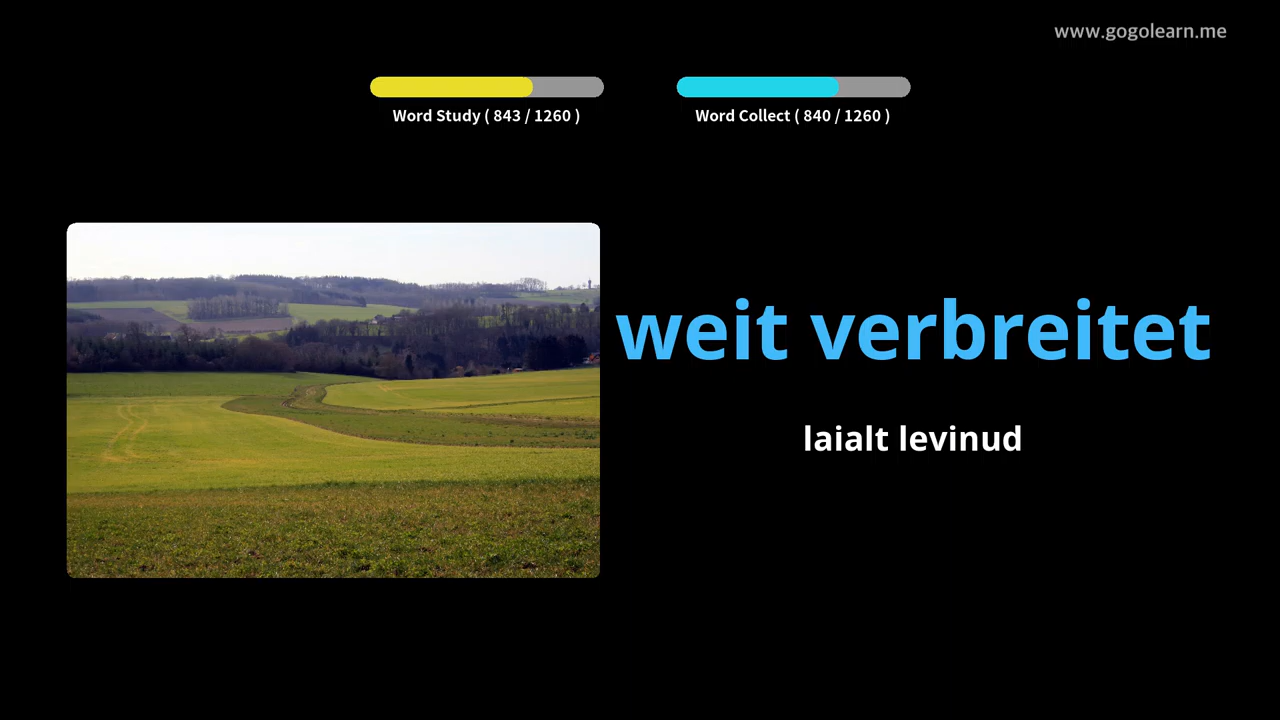 www.gogolearn.me
Word Study ( 843 / 1260 )
Word Collect ( 840 / 1260 )
weit verbreitet
laialt levinud